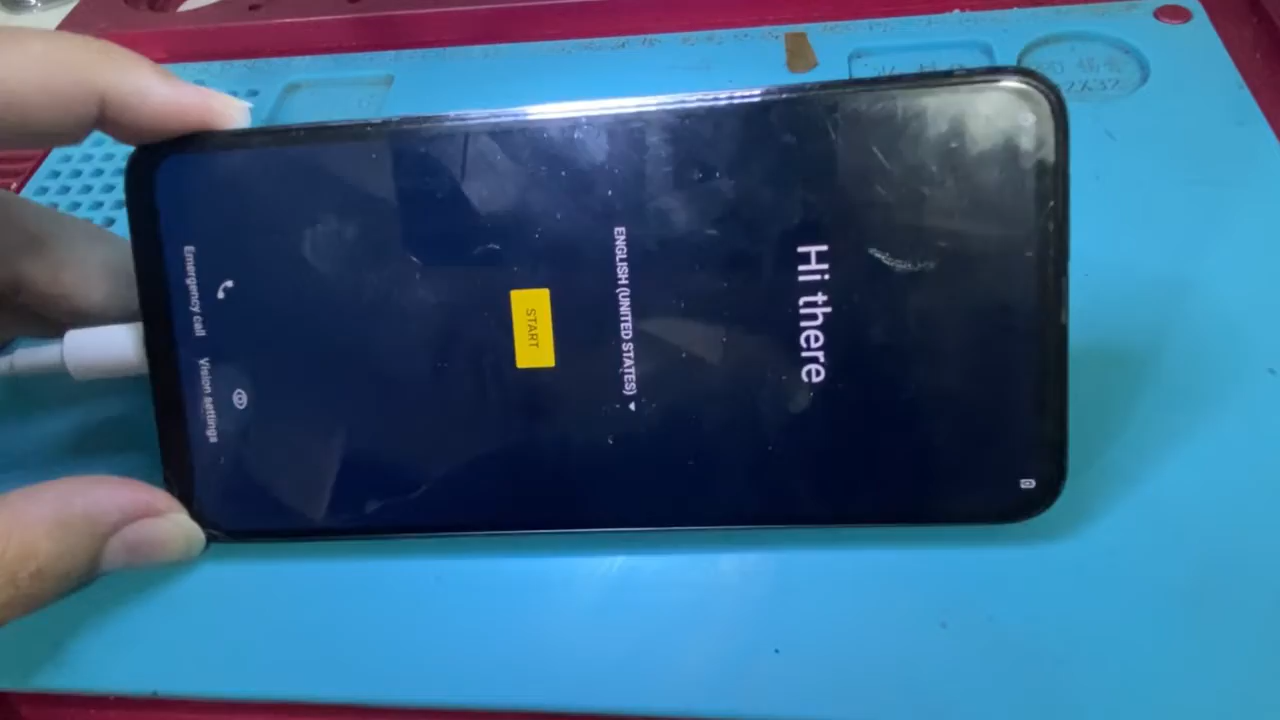 Hi there
ENGLISH (UNITED STATES)
START
Emergency call
Vision settings